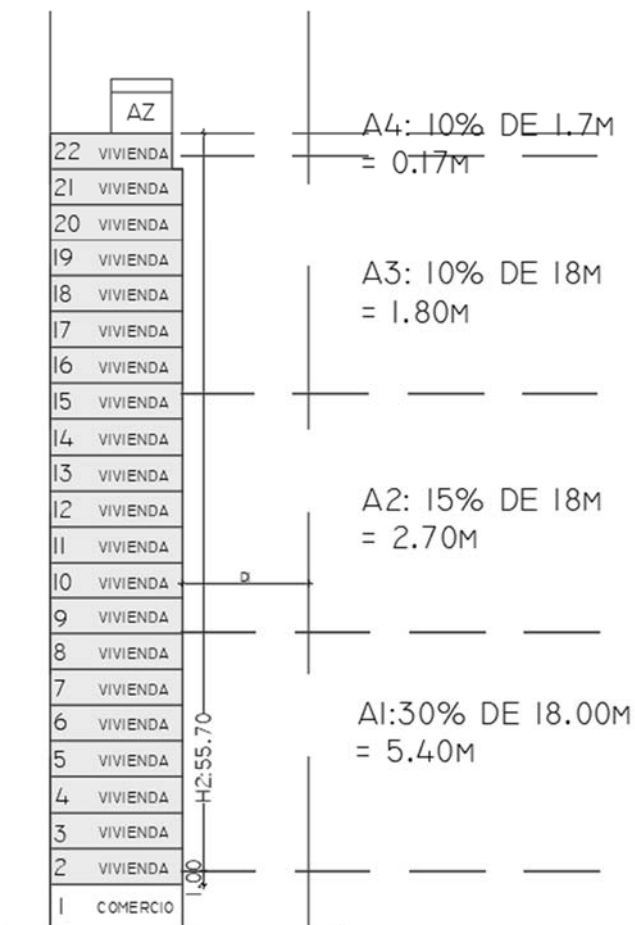 AZ
A4: 10% DE 1.7M
= 0.17M
22 VIVIENDA
21 VIVIENDA
20 VIVIENDA
19 VIVIENDA
A3: 10% DE 18M
= 1.80M
18 VIVIENDA
17 VIVIENDA
16 VIVIENDA
15 VIVIENDA
14 VIVIENDA
13 VIVIENDA
12 VIVIENDA
A2: 15% DE 18M
= 2.70M
11 VIVIENDA
10 VIVIENDA
D
9 VIVIENDA
8 VIVIENDA
7 VIVIENDA
6 VIVIENDA
A1:30% DE 18.00M
= 5.40M
5 VIVIENDA
H2:55.70
4 VIVIENDA
3 VIVIENDA
2 VIVIENDA
1.00
1 COMERCIO